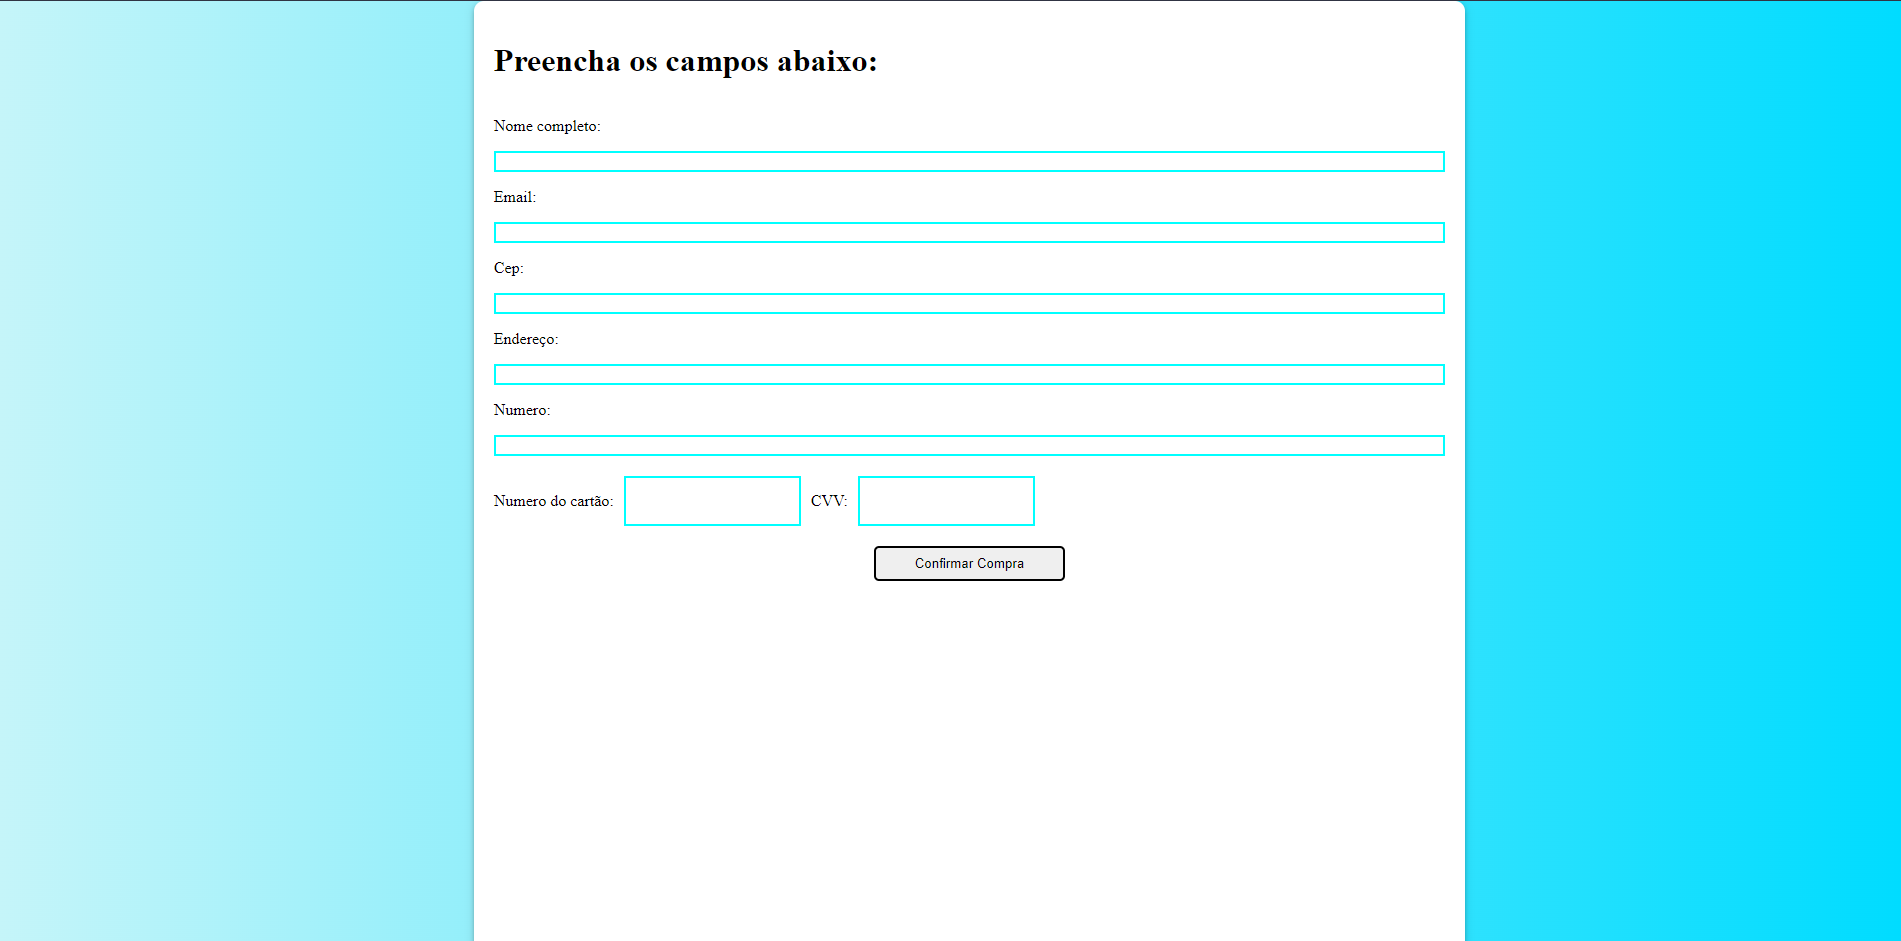 Preencha os campos abaixo:
Nome completo:
Email:
Cep:
Endereço:
Numero:
Numero do cartão: CVV:
Confirmar Compra